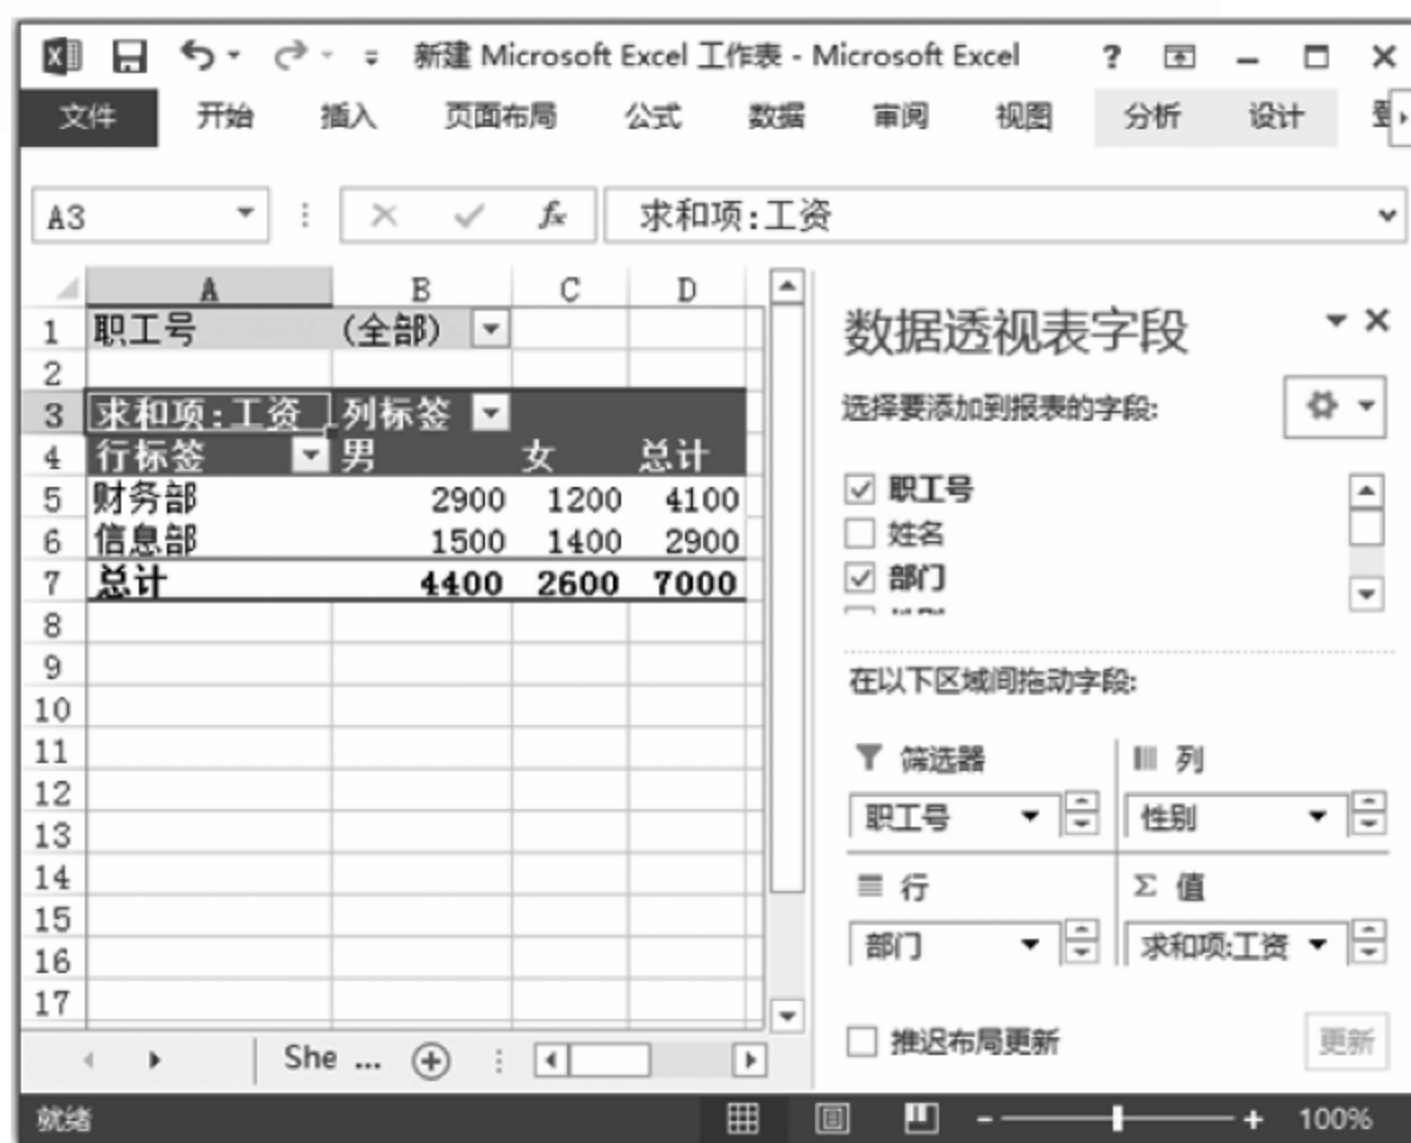 新建 Microsoft Excel 工作表 - Microsoft Excel ?
文件 开始 插入 页面布局 公式 数据 审阅 视图 分析 设计
A3 fx 求和项:工资
A B C D
1 职工号 (全部)
2
3 求和项:工资 列标签
4 行标签 男 女 总计
5 财务部 2900 1200 4100
6 信息部 1500 1400 2900
7 总计 4400 2600 7000
8
9
10
11
12
13
14
15
16
17
She ...
数据透视表字段
选择要添加到报表的字段:
职工号
姓名
部门
在以下区域间拖动字段:
筛选器 列
职工号 性别
行 Σ 值
部门 求和项:工资
推迟布局更新 更新
就绪 100%